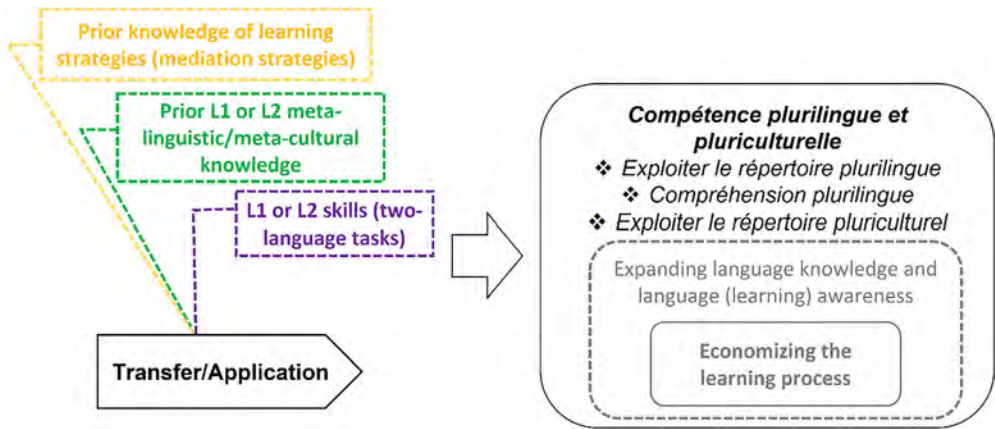 Prior knowledge of learning
strategies (mediation strategies)
Prior L1 or L2 meta-
linguistic/meta-cultural
knowledge
L1 or L2 skills (two-
language tasks)
Transfer/Application
Compétence plurilingue et
pluriculturelle
❖ Exploiter le répertoire plurilingue
❖ Compréhension plurilingue
❖ Exploiter le répertoire pluriculturel
Expanding language knowledge and
language (learning) awareness
Economizing the
learning process